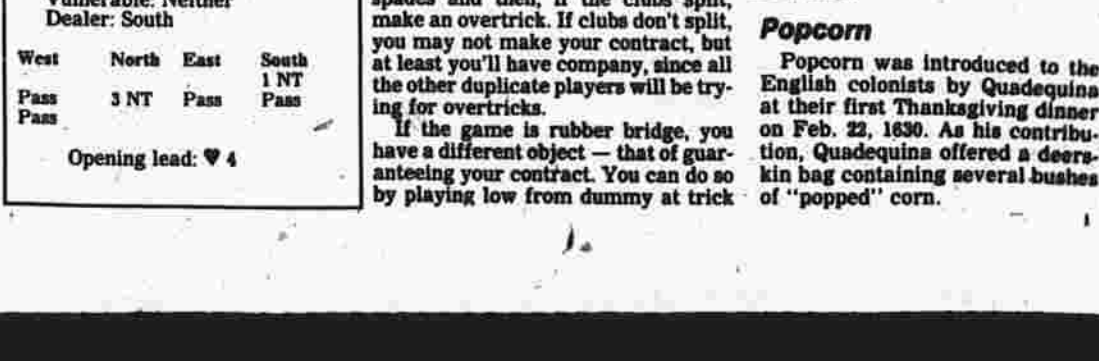 Vulnerable: Neither
Dealer: South
West North East South
1 NT
Pass 3 NT Pass Pass
Pass
Opening lead: ♥ 4
spades and then, if the clubs split,
make an overtrick. If clubs don't split,
you may not make your contract, but
at least you'll have company, since all
the other duplicate players will be try-
ing for overtricks.
If the game is rubber bridge, you
have a different object — that of guar-
anteeing your contract. You can do so
by playing low from dummy at trick
Popcorn
Popcorn was introduced to the
English colonists by Quadequina
at their first Thanksgiving dinner
on Feb. 22, 1630. As his contribu-
tion, Quadequina offered a deers-
kin bag containing several bushes
of "popped" corn.